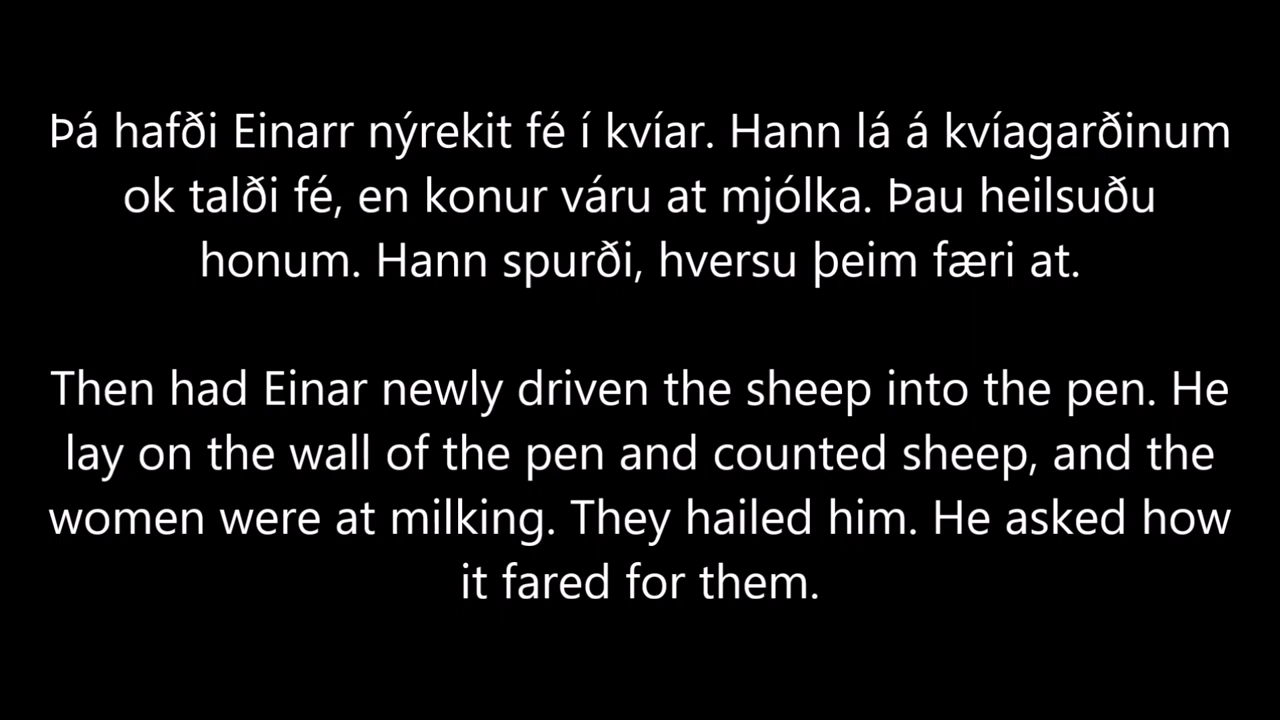 Þá hafði Einarr nýrekit fé í kvíar. Hann lá á kvíagarðinum
ok talði fé, en konur váru at mjólka. Þau heilsuðu
honum. Hann spurði, hversu þeim færi at.
Then had Einar newly driven the sheep into the pen. He
lay on the wall of the pen and counted sheep, and the
women were at milking. They hailed him. He asked how
it fared for them.